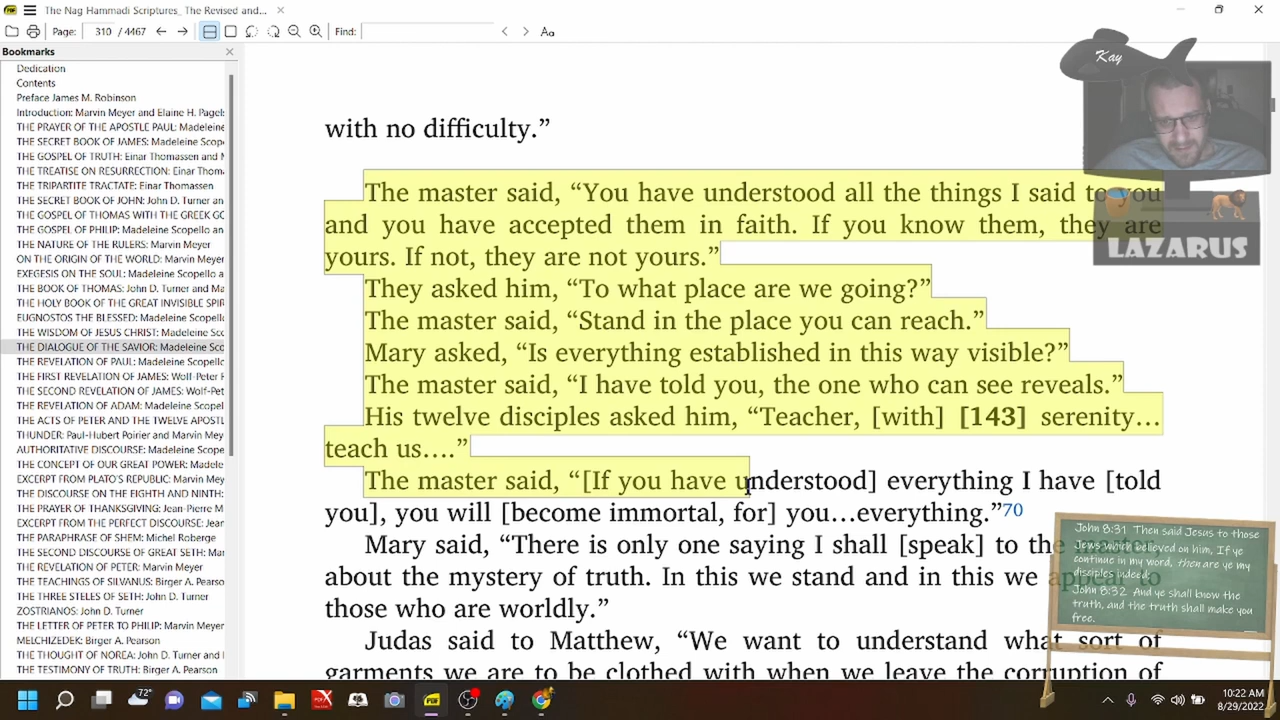 The Nag Hammadi Scriptures_ The Revised and...
Page: 310 / 4467 Find: Aa
Bookmarks
Dedication
Contents
Preface James M. Robinson
Introduction: Marvin Meyer and Elaine H. Pagels
THE PRAYER OF THE APOSTLE PAUL: Madeleine
THE SECRET BOOK OF JAMES: Madeleine Scop
THE GOSPEL OF TRUTH: Einar Thomassen and
THE TREATISE ON RESURRECTION: Einar Thom
THE TRIPARTITE TRACTATE: Einar Thomassen
THE SECRET BOOK OF JOHN: John D. Turner and
THE GOSPEL OF THOMAS WITH THE GREEK GO
THE GOSPEL OF PHILIP: Madeleine Scopello and
THE NATURE OF THE RULERS: Marvin Meyer
ON THE ORIGIN OF THE WORLD: Marvin Meyer
EXEGESIS ON THE SOUL: Madeleine Scopello
THE BOOK OF THOMAS: John D. Turner and Ma
THE HOLY BOOK OF THE GREAT INVISIBLE SPIR
EUGNOSTOS THE BLESSED: Madeleine Scopello
THE WISDOM OF JESUS CHRIST: Madeleine Sco
THE DIALOGUE OF THE SAVIOR: Madeleine Sco
THE REVELATION OF PAUL: Madeleine Scopello
THE FIRST REVELATION OF JAMES: Wolf-Peter F
THE SECOND REVELATION OF JAMES: Wolf-Pet
THE REVELATION OF ADAM: Madeleine Scopel
THE ACTS OF PETER AND THE TWELVE APOSTL
THUNDER: Paul-Hubert Poirier and Marvin Mey
AUTHORITATIVE DISCOURSE: Madeleine Scope
THE CONCEPT OF OUR GREAT POWER: Madele
EXCERPT FROM PLATO'S REPUBLIC: Marvin Mey
THE DISCOURSE ON THE EIGHTH AND NINTH:
THE PRAYER OF THANKSGIVING: Jean-Pierre M
EXCERPT FROM THE PERFECT DISCOURSE: Jean
THE PARAPHRASE OF SHEM: Michel Roberge
THE SECOND DISCOURSE OF GREAT SETH: Mar
THE REVELATION OF PETER: Marvin Meyer
THE TEACHINGS OF SILVANUS: Birger A. Pearso
THE THREE STELES OF SETH: John D. Turner
ZOSTRIANOS: John D. Turner
THE LETTER OF PETER TO PHILIP: Marvin Meyer
MELCHIZEDEK: Birger A. Pearson
THE THOUGHT OF NOREA: John D. Turner and
THE TESTIMONY OF TRUTH: Birger A. Pearson
with no difficulty.”
The master said, “You have understood all the things I said to you
and you have accepted them in faith. If you know them, they are
yours. If not, they are not yours.”
They asked him, “To what place are we going?”
The master said, “Stand in the place you can reach.”
Mary asked, “Is everything established in this way visible?”
The master said, “I have told you, the one who can see reveals.”
His twelve disciples asked him, “Teacher, [with] [143] serenity…
teach us….”
The master said, “[If you have understood] everything I have [told
you], you will [become immortal, for] you…everything.”70
Mary said, “There is only one saying I shall [speak] to the master,
about the mystery of truth. In this we stand and in this we appear to
those who are worldly.”
Judas said to Matthew, “We want to understand what sort of
garments we are to be clothed with when we leave the corruption of
Kay
LAZARUS
John 8:31 Then said Jesus to those
Jews which believed on him, If ye
continue in my word, then are ye my
disciples indeed;
John 8:32 And ye shall know the
truth, and the truth shall make you
free.
72°
10:22 AM
8/29/2022